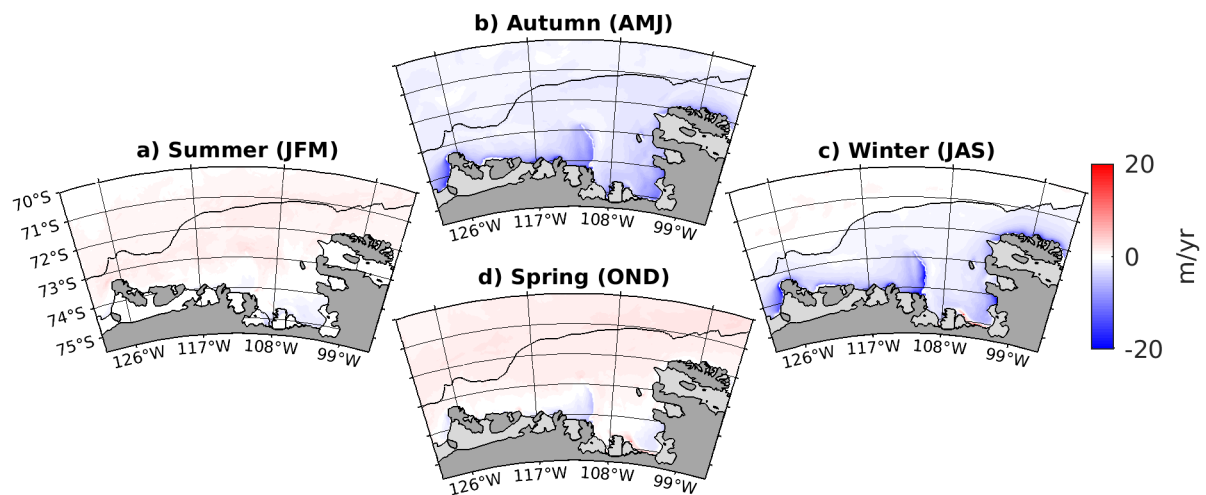 b) Autumn (AMJ)
126°W 117°W 108°W 99°W
a) Summer (JFM)
70°S
71°S
72°S
73°S
74°S
75°S
126°W 117°W 108°W 99°W
c) Winter (JAS)
126°W 117°W 108°W 99°W
20
0
-20
m/yr
d) Spring (OND)
126°W 117°W 108°W 99°W